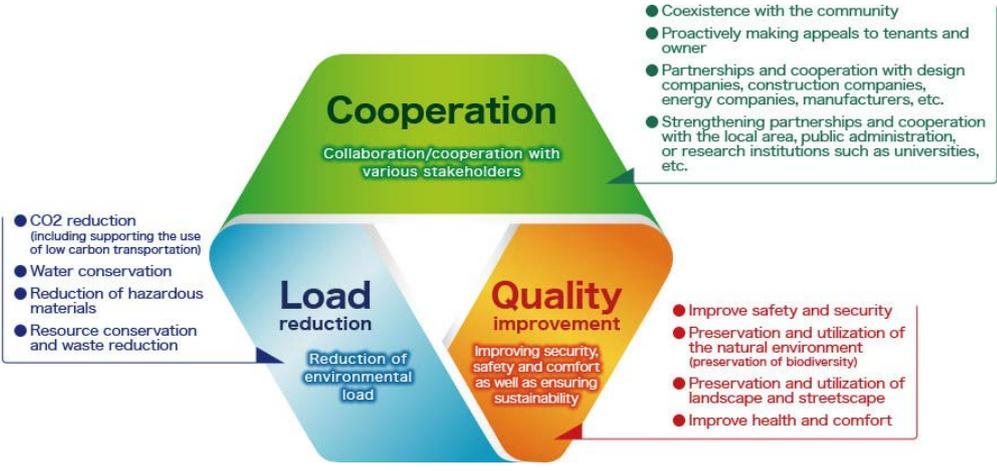 ● Coexistence with the community
● Proactively making appeals to tenants and
owner
● Partnerships and cooperation with design
companies, construction companies,
energy companies, manufacturers, etc.
● Strengthening partnerships and cooperation
with the local area, public administration,
or research institutions such as universities,
etc.
Cooperation
Collaboration/cooperation with
various stakeholders
● CO2 reduction
(including supporting the use
of low carbon transportation)
● Water conservation
● Reduction of hazardous
materials
● Resource conservation
and waste reduction
Load
reduction
Reduction of
environmental
load
Quality
improvement
Improving security,
safety and comfort
as well as ensuring
sustainability
● Improve safety and security
● Preservation and utilization of
the natural environment
(preservation of biodiversity)
● Preservation and utilization of
landscape and streetscape
● Improve health and comfort